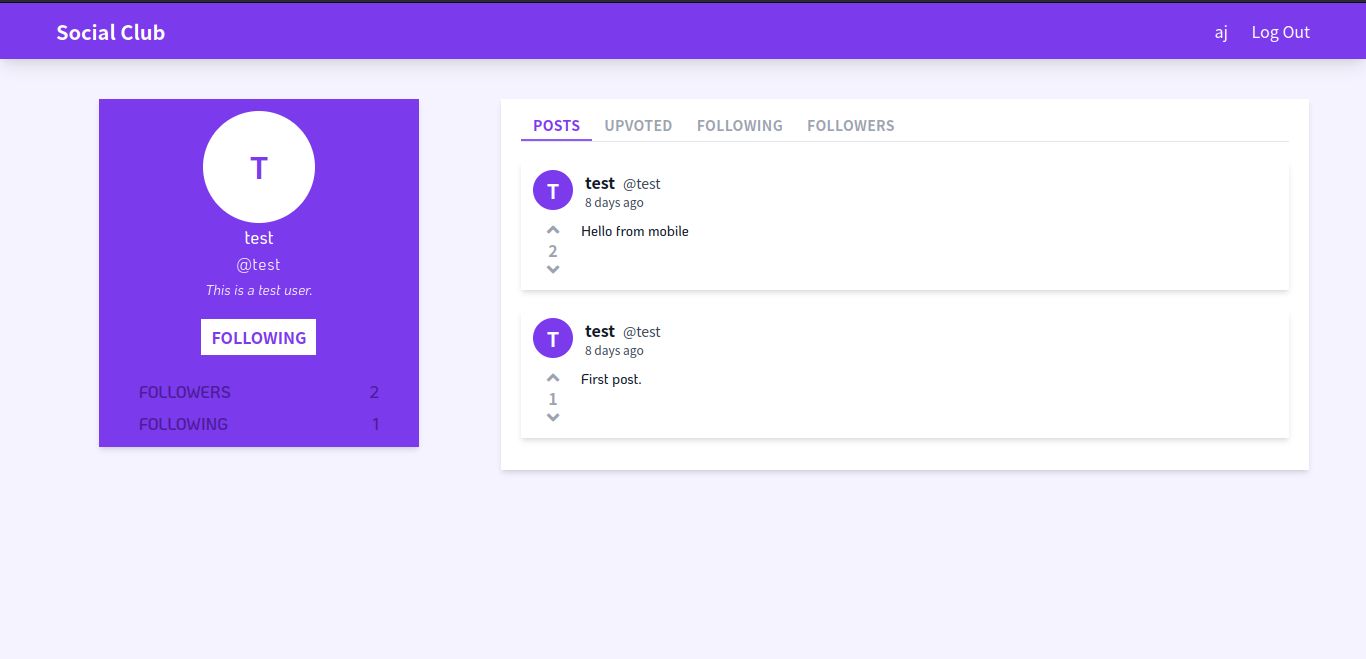 Social Club
aj Log Out
T
test
@test
This is a test user.
FOLLOWING
FOLLOWERS 2
FOLLOWING 1
POSTS UPVOTED FOLLOWING FOLLOWERS
T
test @test
8 days ago
Hello from mobile
2
T
test @test
8 days ago
First post.
1